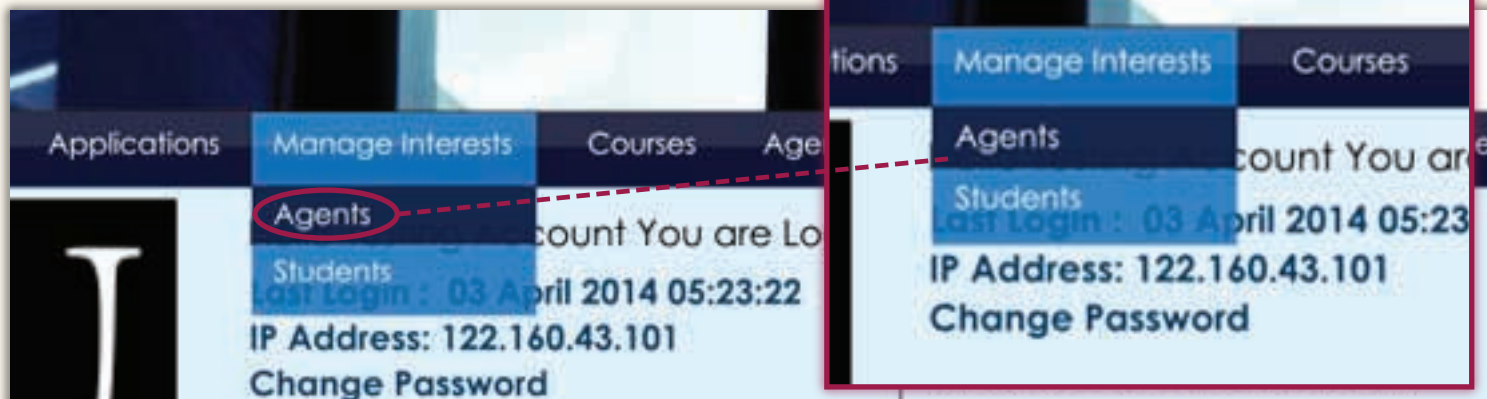 Applications Manage Interests Courses Age
Agents
count You are Lo
Students
Last Login : 03 April 2014 05:23:22
IP Address: 122.160.43.101
Change Password
tions Manage Interests Courses
Agents
count You are
Students
Last Login : 03 April 2014 05:23
IP Address: 122.160.43.101
Change Password